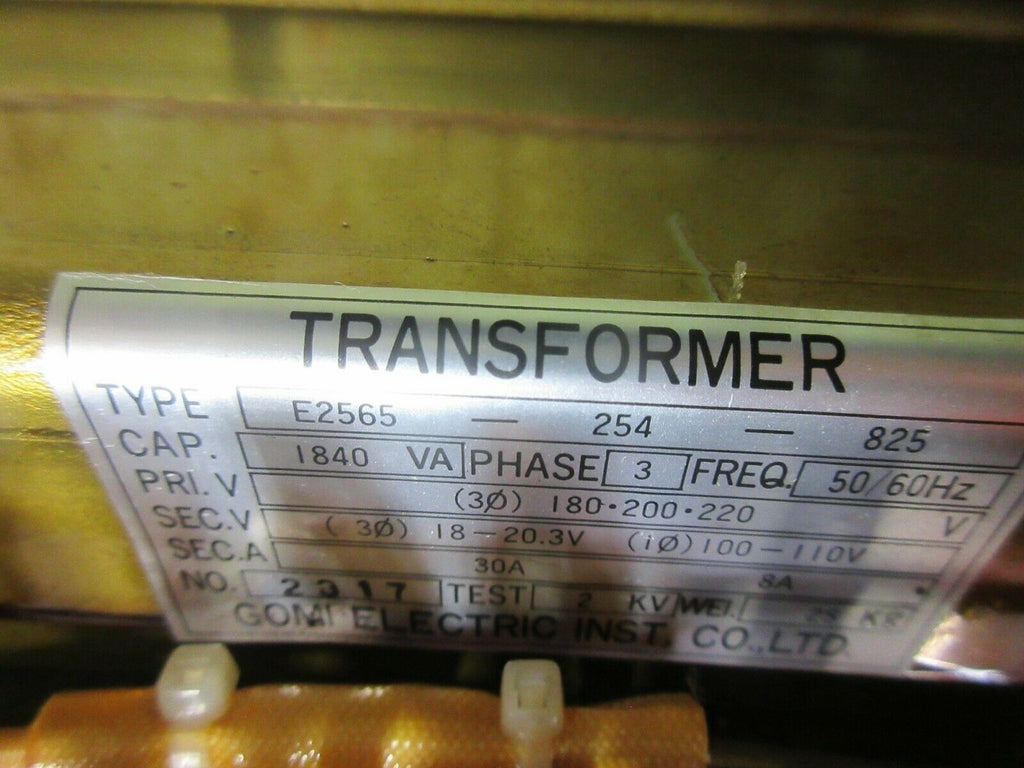 TRANSFORMER
TYPE E2565 — 254 — 825
CAP. 1840 VA PHASE 3 FREQ. 50/60Hz
PRI. V (3Ø) 180·200·220 V
SEC.V (3Ø) 18—20.3V (1Ø)100—110V
SEC.A 30A 8A
NO. 2317 TEST 2 KV WEI.
GOMI ELECTRIC INST. CO.,LTD.